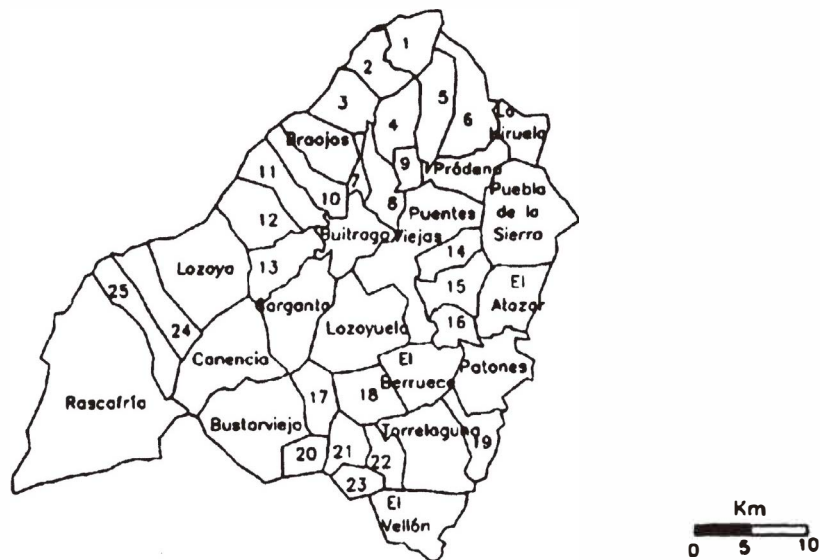 1
2
3
4
5
6
La
Hiruela
Braojos
7
8
9
Prádena
Puebla
de la
Sierra
10
11
12
13
Puentes
Viejas
Buitrago
14
15
16
El
Atazar
Lozoya
25
24
Garganta
Lozoyuela
Canencia
El
Berrueco
Patones
Rascafría
17
18
Bustarviejo
Torrelaguna
19
20
21
22
23
El
Vellón
Km
0 5 10